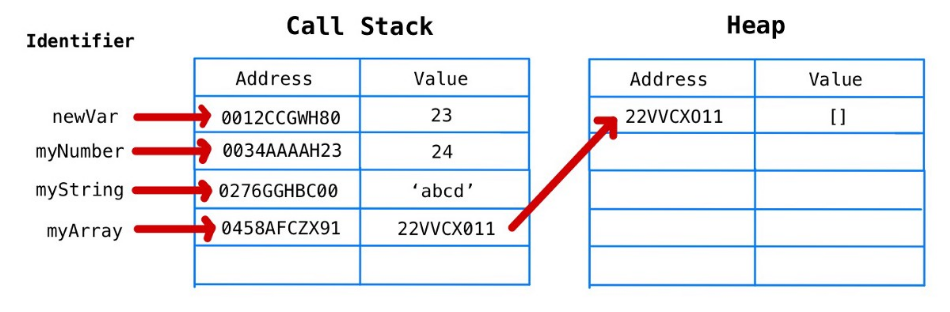 Identifier
Call Stack
Heap
Address Value
Address Value
newVar 0012CCGWH80 23
22VVCXO11 []
myNumber 0034AAAAH23 24
myString 0276GGHBC00 ‘abcd’
myArray 0458AFCZX91 22VVCX011